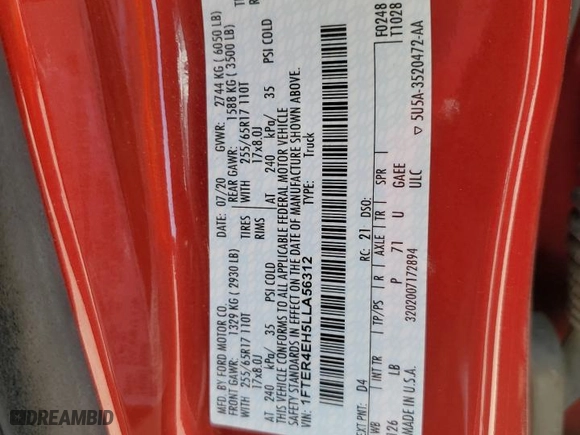 MFD. BY FORD MOTOR CO.
DATE: 07/20 GVWR: 2744 KG ( 6050 LB)
FRONT GAWR: 1329 KG ( 2930 LB) REAR GAWR: 1588 KG ( 3500 LB)
WITH 255/65R17 110T TIRES WITH 255/65R17 110T
17x8.0J RIMS 17x8.0J
AT 240 kPa/ 35 PSI COLD AT 240 kPa/ 35 PSI COLD
THIS VEHICLE CONFORMS TO ALL APPLICABLE FEDERAL MOTOR VEHICLE
SAFETY STANDARDS IN EFFECT ON THE DATE OF MANUFACTURE SHOWN ABOVE.
VIN: 1FTER4EH5LLA56312 TYPE: Truck
F0248
T1028
3202007172894
EXT PNT: D4 RC: 21 DSO:
WB INT TR TP/PS R AXLE TR SPR
126 LB P 71 U GAEE
MADE IN U.S.A. ULC
5U5A-3520472-AA
DREAMBID